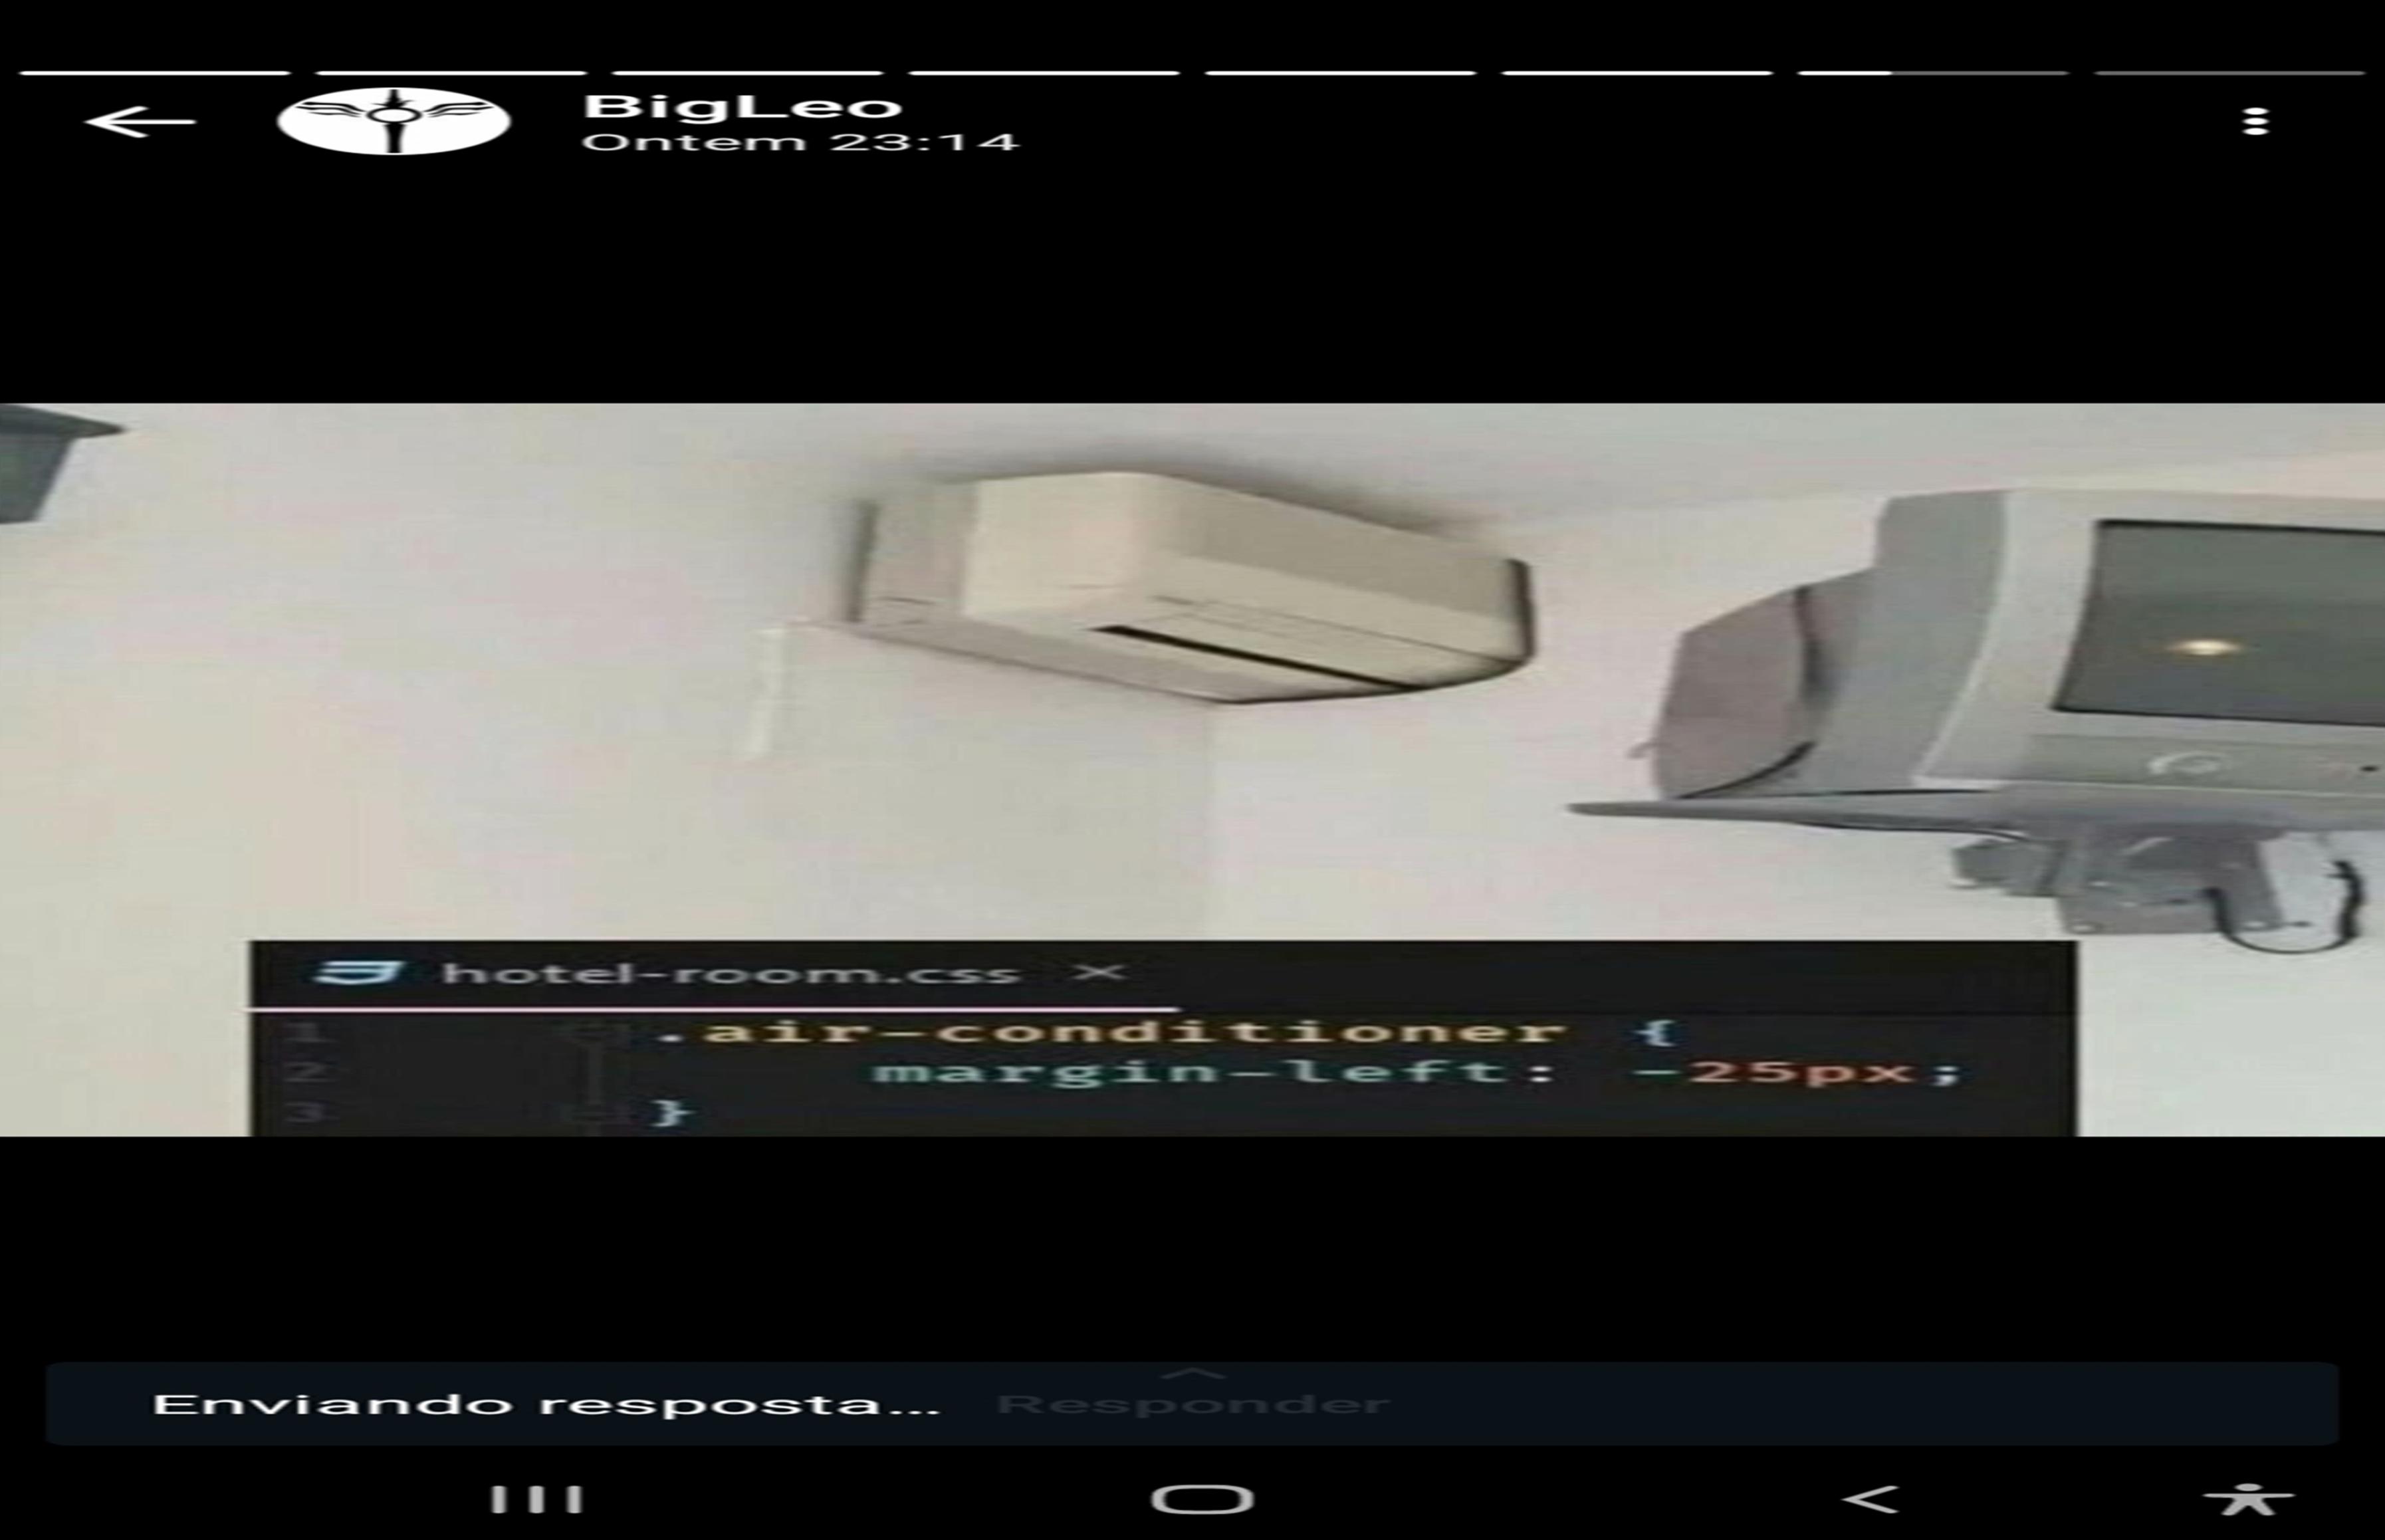 BigLeo
Ontem 23:14
hotel-room.css
1 .air-conditioner {
2 margin-left: -25px;
3 }
Enviando resposta... Responder